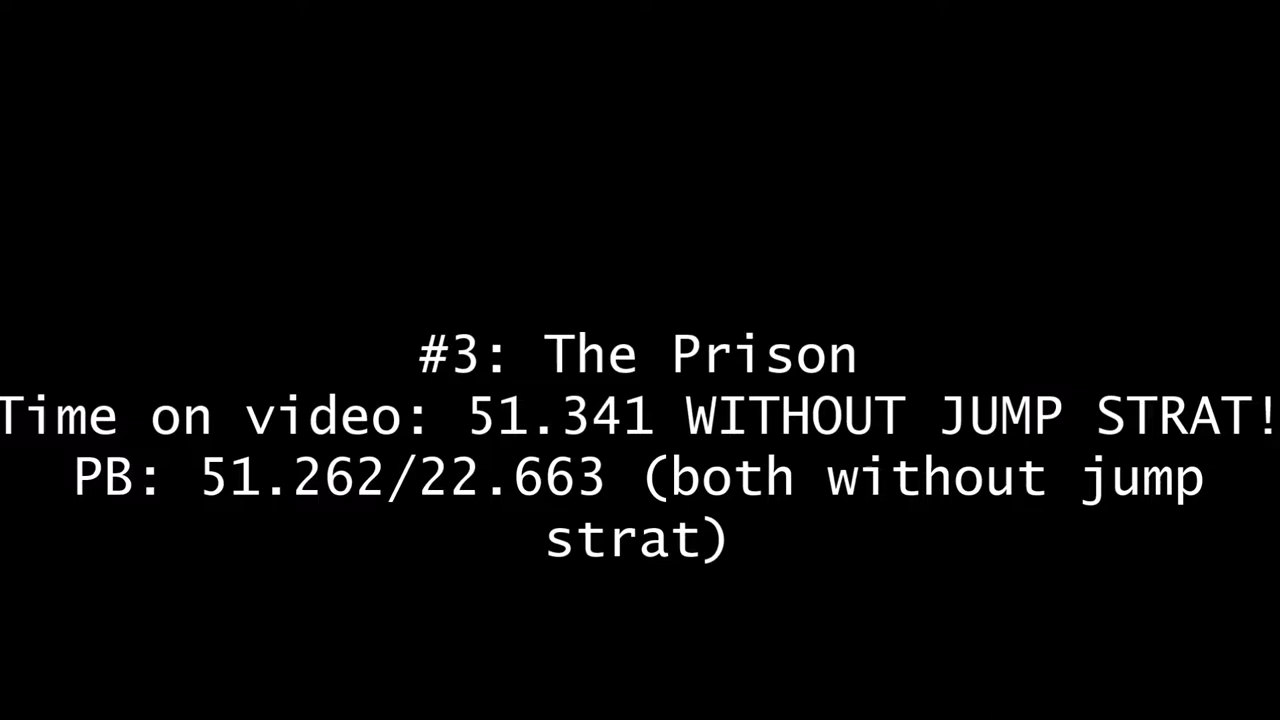 #3: The Prison
Time on video: 51.341 WITHOUT JUMP STRAT!
PB: 51.262/22.663 (both without jump
strat)